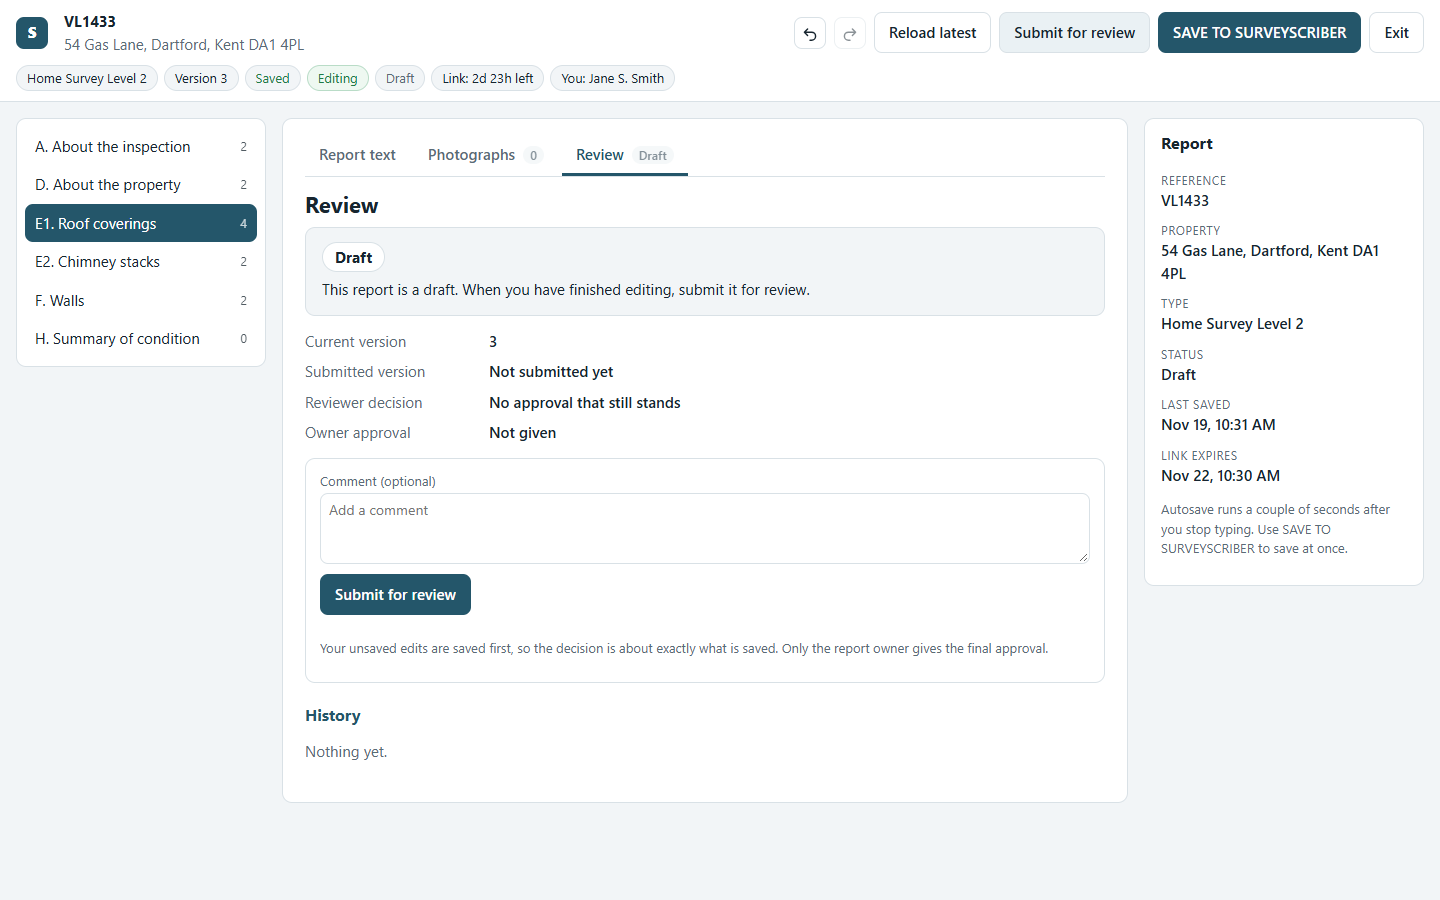 S
VL1433
54 Gas Lane, Dartford, Kent DA1 4PL
Reload latest
Submit for review
SAVE TO SURVEYSCRIBER
Exit
Home Survey Level 2
Version 3
Saved
Editing
Draft
Link: 2d 23h left
You: Jane S. Smith
A. About the inspection 2
D. About the property 2
E1. Roof coverings 4
E2. Chimney stacks 2
F. Walls 2
H. Summary of condition 0
Report text
Photographs 0
Review Draft
Review
Draft
This report is a draft. When you have finished editing, submit it for review.
Current version 3
Submitted version Not submitted yet
Reviewer decision No approval that still stands
Owner approval Not given
Comment (optional)
Add a comment
Submit for review
Your unsaved edits are saved first, so the decision is about exactly what is saved. Only the report owner gives the final approval.
History
Nothing yet.
Report
REFERENCE
VL1433
PROPERTY
54 Gas Lane, Dartford, Kent DA1
4PL
TYPE
Home Survey Level 2
STATUS
Draft
LAST SAVED
Nov 19, 10:31 AM
LINK EXPIRES
Nov 22, 10:30 AM
Autosave runs a couple of seconds after
you stop typing. Use SAVE TO
SURVEYSCRIBER to save at once.